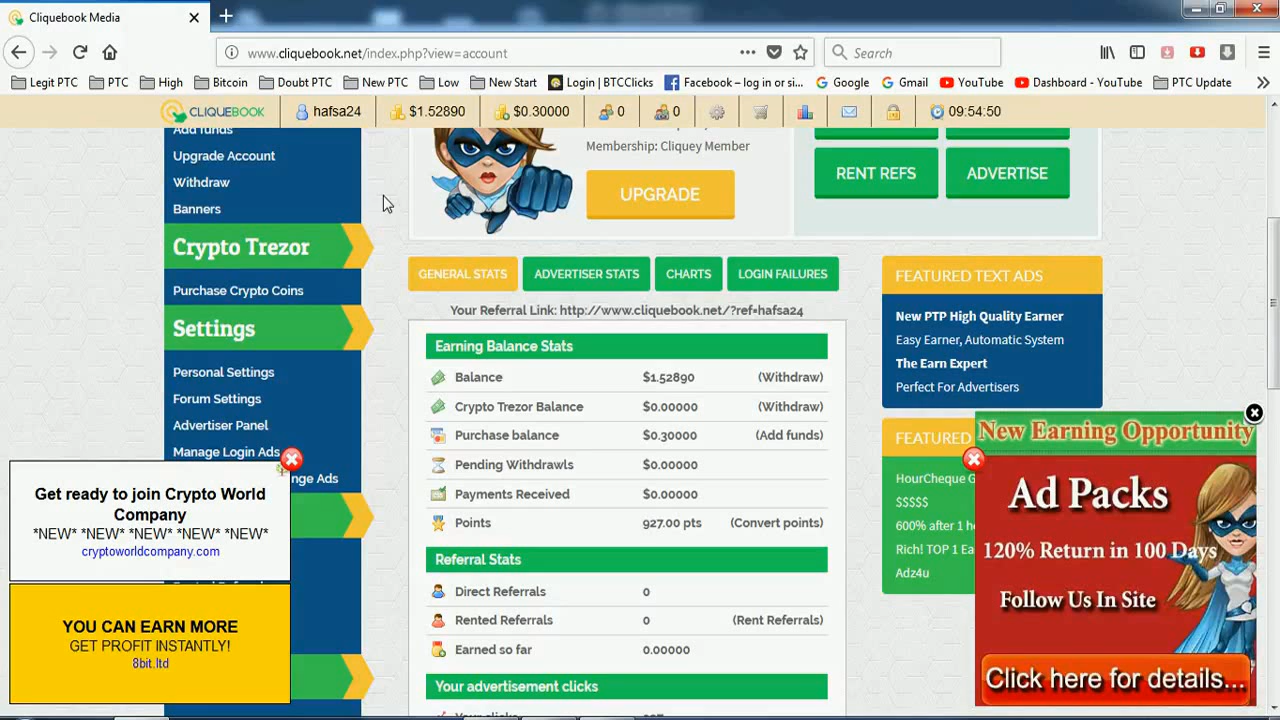 Cliquebook Media
www.cliquebook.net/index.php?view=account
Search
Legit PTC
PTC
High
Bitcoin
Doubt PTC
New PTC
Low
New Start
Login | BTCClicks
Facebook – log in or si...
Google
Gmail
YouTube
Dashboard - YouTube
PTC Update
CLIQUEBOOK
hafsa24
$1.52890
$0.30000
0
0
09:54:50
Add funds
Upgrade Account
Withdraw
Banners
Crypto Trezor
Purchase Crypto Coins
Settings
Personal Settings
Forum Settings
Advertiser Panel
Manage Login Ads
nge Ads
Membership: Cliquey Member
UPGRADE
RENT REFS
ADVERTISE
GENERAL STATS
ADVERTISER STATS
CHARTS
LOGIN FAILURES
Your Referral Link: http://www.cliquebook.net/?ref=hafsa24
Earning Balance Stats
Balance $1.52890 (Withdraw)
Crypto Trezor Balance $0.00000 (Withdraw)
Purchase balance $0.30000 (Add funds)
Pending Withdrawls $0.00000
Payments Received $0.00000
Points 927.00 pts (Convert points)
Referral Stats
Direct Referrals 0
Rented Referrals 0 (Rent Referrals)
Earned so far 0.00000
Your advertisement clicks
FEATURED TEXT ADS
New PTP High Quality Earner
Easy Earner, Automatic System
The Earn Expert
Perfect For Advertisers
FEATURED
HourCheque G
$$$$$
600% after 1 h
Rich! TOP 1 Ea
Adz4u
Get ready to join Crypto World
Company
*NEW* *NEW* *NEW* *NEW* *NEW*
cryptoworldcompany.com
YOU CAN EARN MORE
GET PROFIT INSTANTLY!
8bit.ltd
New Earning Opportunity
Ad Packs
120% Return in 100 Days
Follow Us In Site
Click here for details...